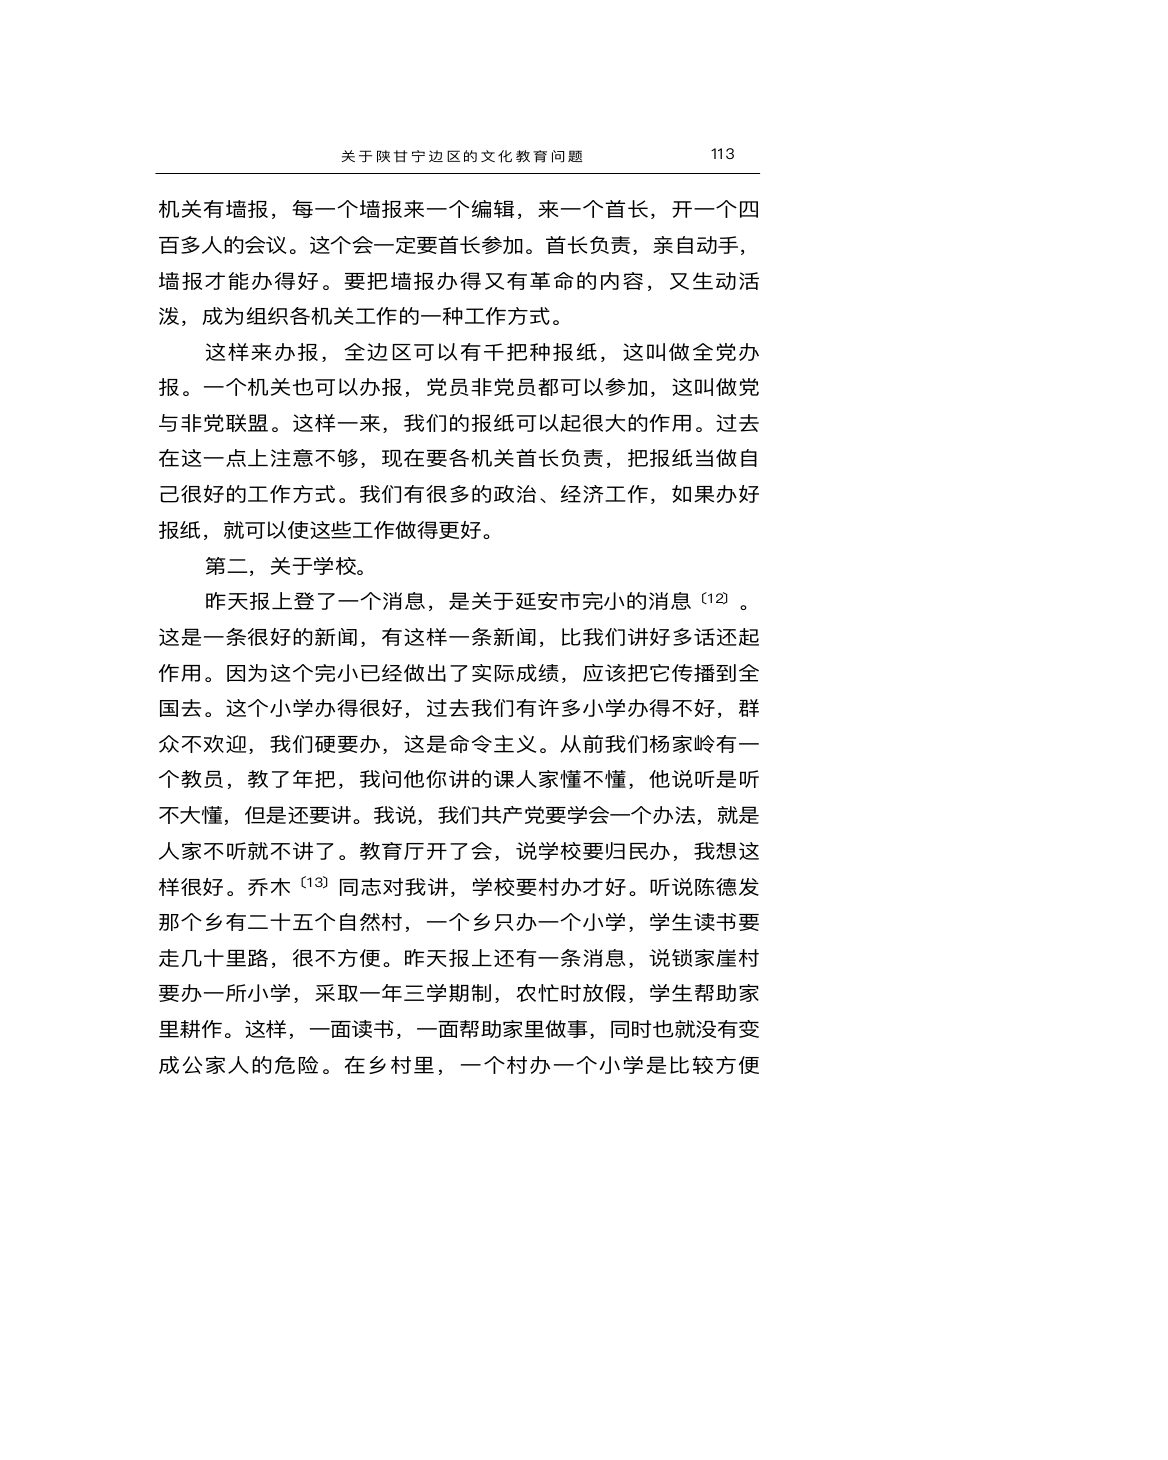 关于陕甘宁边区的文化教育问题 113
机关有墙报，每一个墙报来一个编辑，来一个首长，开一个四
百多人的会议。这个会一定要首长参加。首长负责，亲自动手，
墙报才能办得好。要把墙报办得又有革命的内容，又生动活
泼，成为组织各机关工作的一种工作方式。
这样来办报，全边区可以有千把种报纸，这叫做全党办
报。一个机关也可以办报，党员非党员都可以参加，这叫做党
与非党联盟。这样一来，我们的报纸可以起很大的作用。过去
在这一点上注意不够，现在要各机关首长负责，把报纸当做自
己很好的工作方式。我们有很多的政治、经济工作，如果办好
报纸，就可以使这些工作做得更好。
第二，关于学校。
昨天报上登了一个消息，是关于延安市完小的消息〔12〕。
这是一条很好的新闻，有这样一条新闻，比我们讲好多话还起
作用。因为这个完小已经做出了实际成绩，应该把它传播到全
国去。这个小学办得很好，过去我们有许多小学办得不好，群
众不欢迎，我们硬要办，这是命令主义。从前我们杨家岭有一
个教员，教了年把，我问他你讲的课人家懂不懂，他说听是听
不大懂，但是还要讲。我说，我们共产党要学会一个办法，就是
人家不听就不讲了。教育厅开了会，说学校要归民办，我想这
样很好。乔木〔13〕同志对我讲，学校要村办才好。听说陈德发
那个乡有二十五个自然村，一个乡只办一个小学，学生读书要
走几十里路，很不方便。昨天报上还有一条消息，说锁家崖村
要办一所小学，采取一年三学期制，农忙时放假，学生帮助家
里耕作。这样，一面读书，一面帮助家里做事，同时也就没有变
成公家人的危险。在乡村里，一个村办一个小学是比较方便